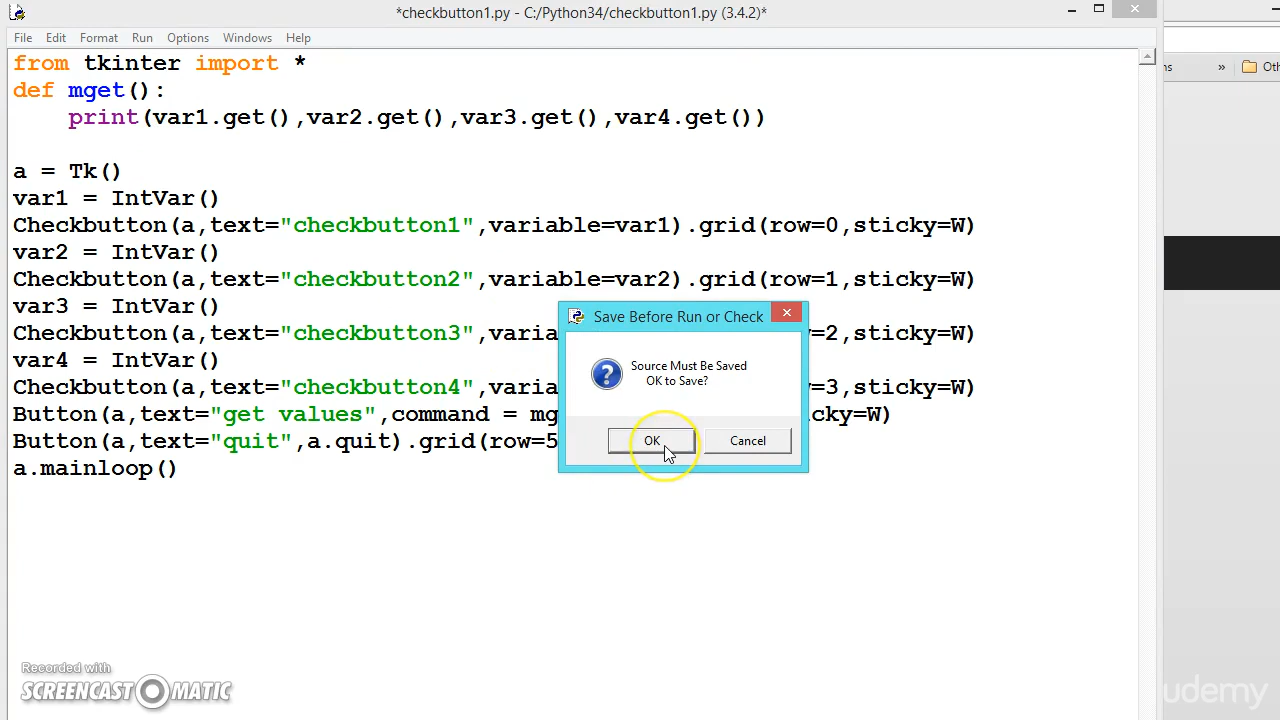 *checkbutton1.py - C:/Python34/checkbutton1.py (3.4.2)*
File Edit Format Run Options Windows Help
from tkinter import *
def mget():
    print(var1.get(),var2.get(),var3.get(),var4.get())
a = Tk()
var1 = IntVar()
Checkbutton(a,text="checkbutton1",variable=var1).grid(row=0,sticky=W)
var2 = IntVar()
Checkbutton(a,text="checkbutton2",variable=var2).grid(row=1,sticky=W)
var3 = IntVar()
Checkbutton(a,text="checkbutton3",varia =2,sticky=W)
var4 = IntVar()
Checkbutton(a,text="checkbutton4",varia =3,sticky=W)
Button(a,text="get values",command = mg icky=W)
Button(a,text="quit",a.quit).grid(row=5
a.mainloop()
Save Before Run or Check
Source Must Be Saved
OK to Save?
OK Cancel
ns » Oth
Recorded with
SCREENCAST MATIC
udemy